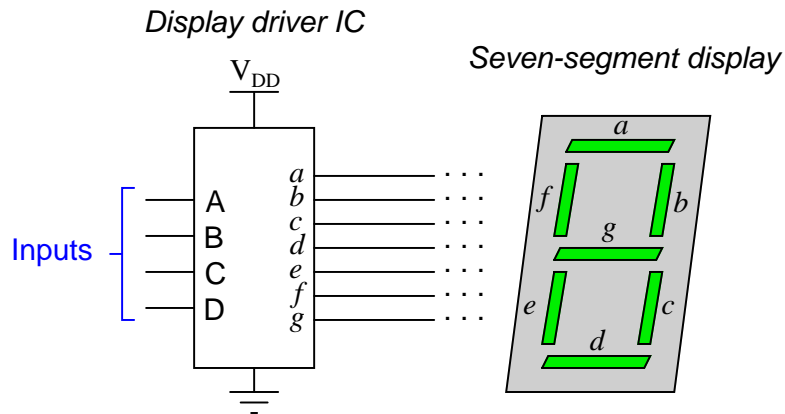 Display driver IC
Seven-segment display
VDD
Inputs
A
B
C
D
a
b
c
d
e
f
g
. . .
. . .
. . .
. . .
. . .
. . .
. . .
a
f
b
g
e
c
d